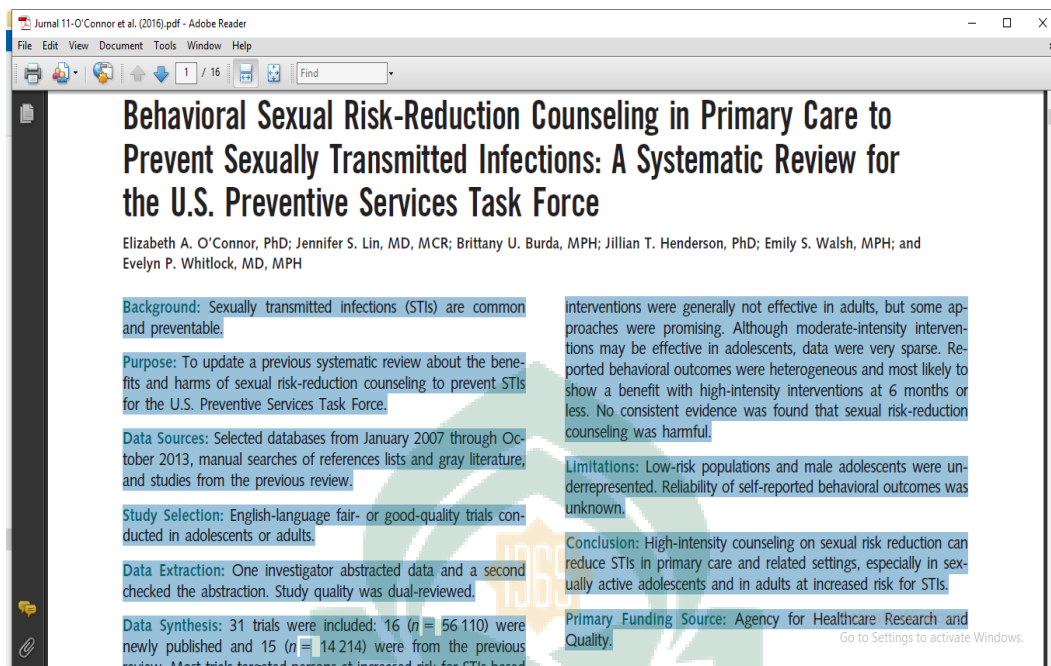 Jurnal 11-O'Connor et al. (2016).pdf - Adobe Reader
File Edit View Document Tools Window Help
1 / 16 Find
Behavioral Sexual Risk-Reduction Counseling in Primary Care to
Prevent Sexually Transmitted Infections: A Systematic Review for
the U.S. Preventive Services Task Force
Elizabeth A. O'Connor, PhD; Jennifer S. Lin, MD, MCR; Brittany U. Burda, MPH; Jillian T. Henderson, PhD; Emily S. Walsh, MPH; and
Evelyn P. Whitlock, MD, MPH
Background: Sexually transmitted infections (STIs) are common
and preventable.
Purpose: To update a previous systematic review about the bene-
fits and harms of sexual risk-reduction counseling to prevent STIs
for the U.S. Preventive Services Task Force.
Data Sources: Selected databases from January 2007 through Oc-
tober 2013, manual searches of references lists and gray literature,
and studies from the previous review.
Study Selection: English-language fair- or good-quality trials con-
ducted in adolescents or adults.
Data Extraction: One investigator abstracted data and a second
checked the abstraction. Study quality was dual-reviewed.
Data Synthesis: 31 trials were included: 16 (n = 56 110) were
newly published and 15 (n = 14 214) were from the previous
review. Most trials targeted persons at increased risk for STIs based
interventions were generally not effective in adults, but some ap-
proaches were promising. Although moderate-intensity interven-
tions may be effective in adolescents, data were very sparse. Re-
ported behavioral outcomes were heterogeneous and most likely to
show a benefit with high-intensity interventions at 6 months or
less. No consistent evidence was found that sexual risk-reduction
counseling was harmful.
Limitations: Low-risk populations and male adolescents were un-
derrepresented. Reliability of self-reported behavioral outcomes was
unknown.
Conclusion: High-intensity counseling on sexual risk reduction can
reduce STIs in primary care and related settings, especially in sex-
ually active adolescents and in adults at increased risk for STIs.
Primary Funding Source: Agency for Healthcare Research and
Quality.
Go to Settings to activate Windows.
1969